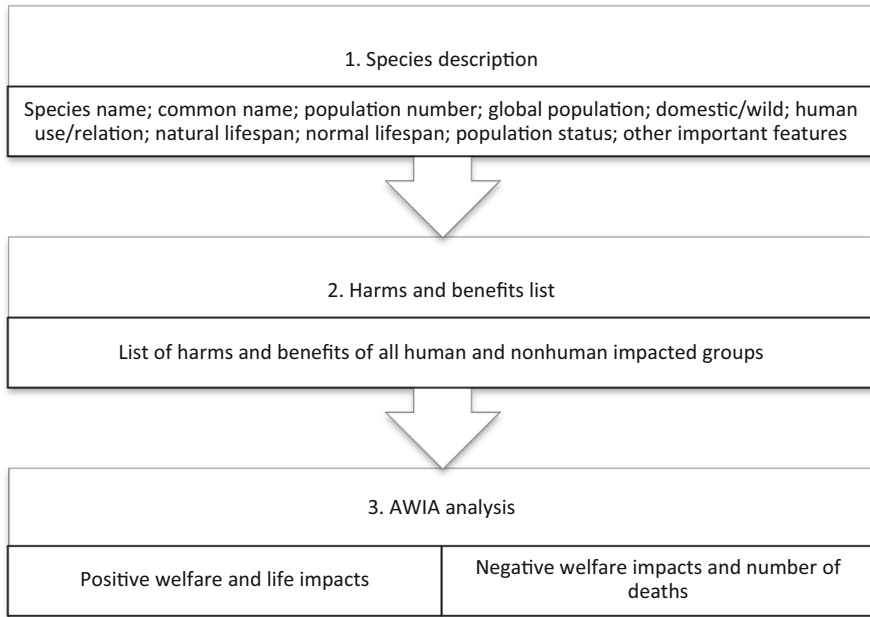 1. Species description
Species name; common name; population number; global population; domestic/wild; human
use/relation; natural lifespan; normal lifespan; population status; other important features
2. Harms and benefits list
List of harms and benefits of all human and nonhuman impacted groups
3. AWIA analysis
Positive welfare and life impacts
Negative welfare impacts and number of
deaths